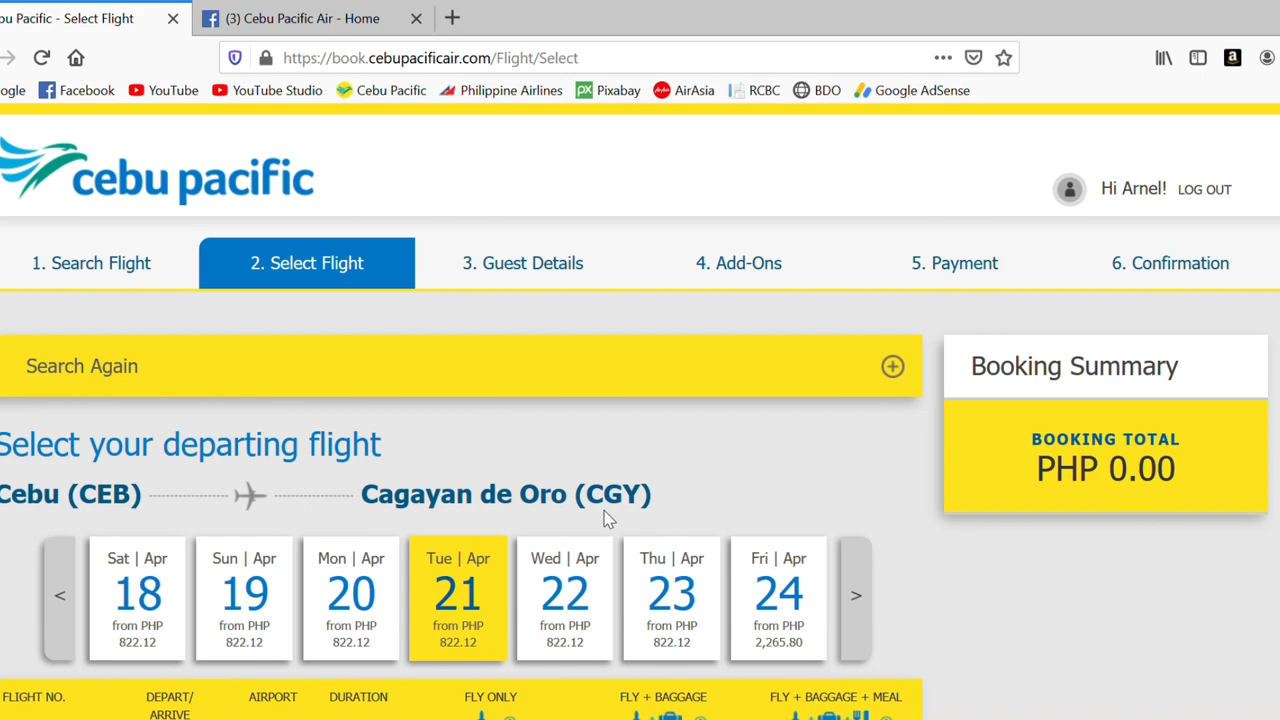 bu Pacific - Select Flight
(3) Cebu Pacific Air - Home
https://book.cebupacificair.com/Flight/Select
ogle Facebook YouTube YouTube Studio Cebu Pacific Philippine Airlines PX Pixabay AirAsia RCBC BDO Google AdSense
cebu pacific
Hi Arnel! LOG OUT
1. Search Flight 2. Select Flight 3. Guest Details 4. Add-Ons 5. Payment 6. Confirmation
Search Again
Booking Summary
BOOKING TOTAL
PHP 0.00
Select your departing flight
Cebu (CEB) Cagayan de Oro (CGY)
< Sat | Apr Sun | Apr Mon | Apr Tue | Apr Wed | Apr Thu | Apr Fri | Apr >
18 19 20 21 22 23 24
from PHP from PHP from PHP from PHP from PHP from PHP from PHP
822.12 822.12 822.12 822.12 822.12 822.12 2,265.80
FLIGHT NO. DEPART/ AIRPORT DURATION FLY ONLY FLY + BAGGAGE FLY + BAGGAGE + MEAL
ARRIVE